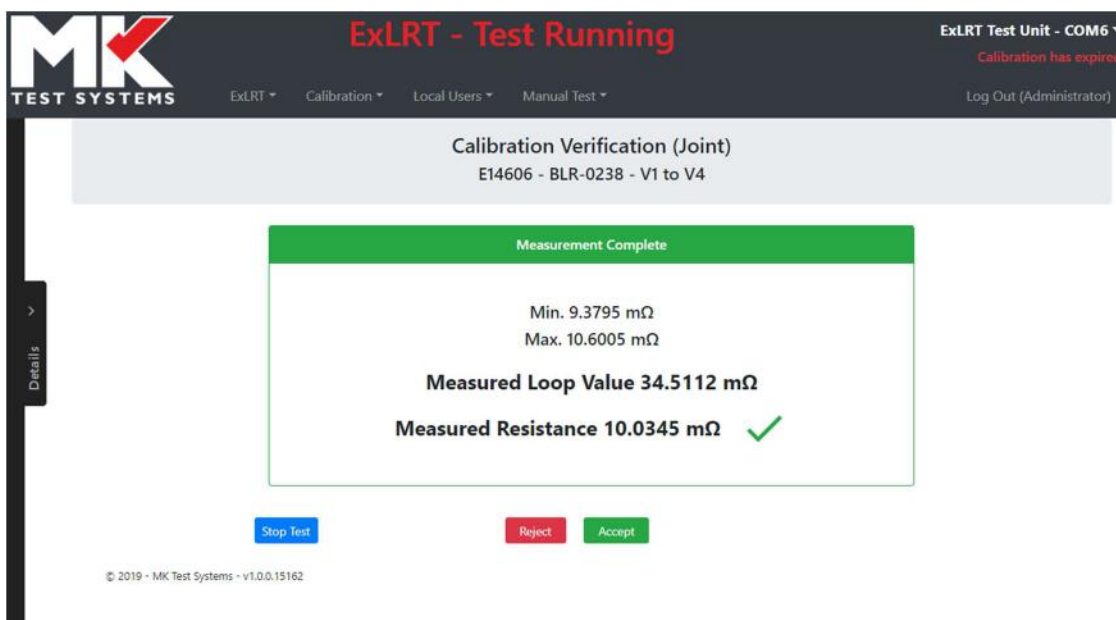 MK
TEST SYSTEMS
ExLRT - Test Running
ExLRT Test Unit - COM6
Calibration has expired
ExLRT
Calibration
Local Users
Manual Test
Log Out (Administrator)
Calibration Verification (Joint)
E14606 - BLR-0238 - V1 to V4
Measurement Complete
Min. 9.3795 mΩ
Max. 10.6005 mΩ
Details
Measured Loop Value 34.5112 mΩ
Measured Resistance 10.0345 mΩ
Stop Test
Reject
Accept
© 2019 - MK Test Systems - v1.0.0.15162